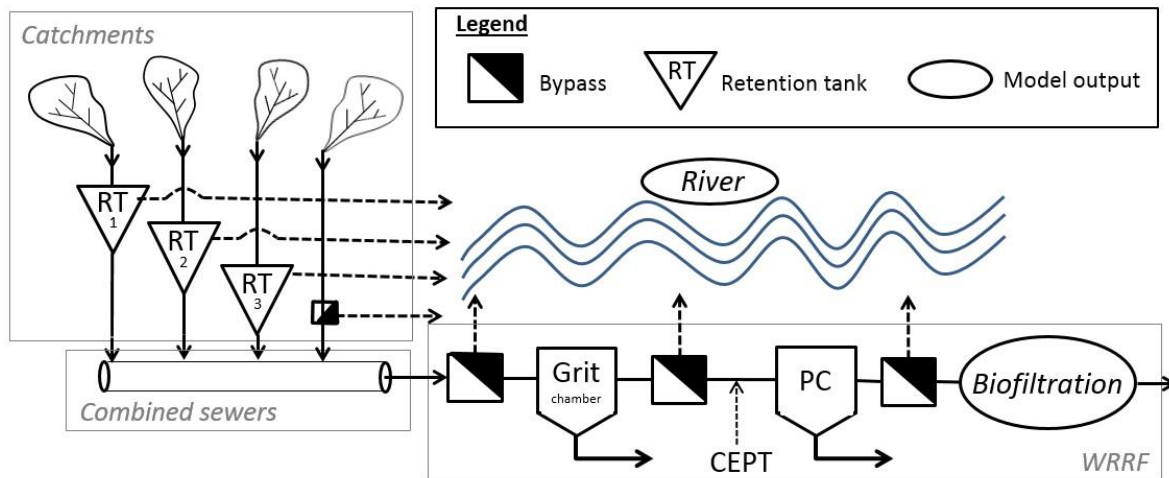 Catchments
Legend
RT
Bypass
Retention tank
Model output
RT
1
RT
2
RT
3
River
Combined sewers
Grit
chamber
PC
Biofiltration
CEPT
WRRF